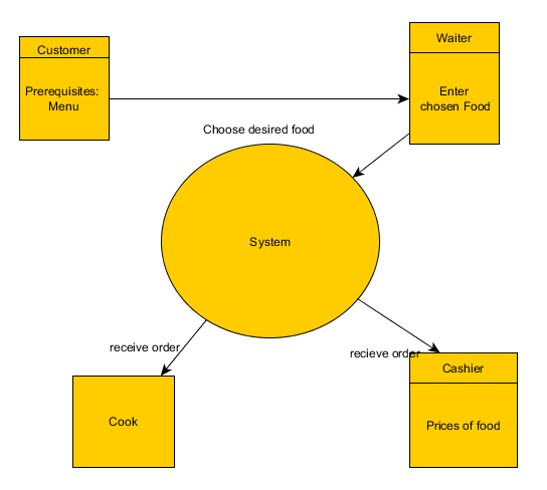 Customer
Prerequisites:
Menu
Waiter
Enter
chosen Food
Choose desired food
System
receive order
recieve order
Cook
Cashier
Prices of food